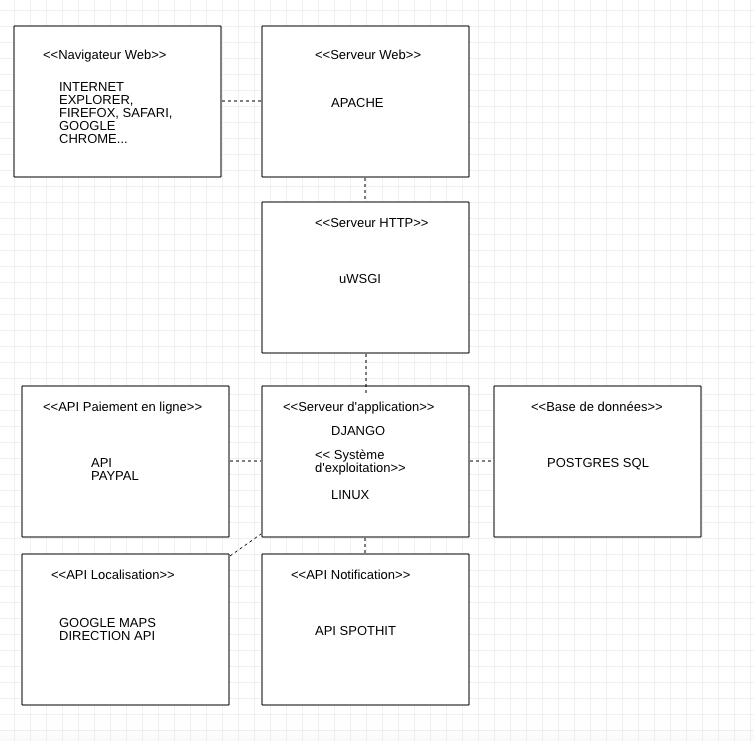 <<Navigateur Web>>
INTERNET
EXPLORER,
FIREFOX, SAFARI,
GOOGLE
CHROME...
<<Serveur Web>>
APACHE
<<Serveur HTTP>>
uWSGI
<<API Paiement en ligne>>
API
PAYPAL
<<Serveur d'application>>
DJANGO
<< Système
d'exploitation>>
LINUX
<<Base de données>>
POSTGRES SQL
<<API Localisation>>
GOOGLE MAPS
DIRECTION API
<<API Notification>>
API SPOTHIT